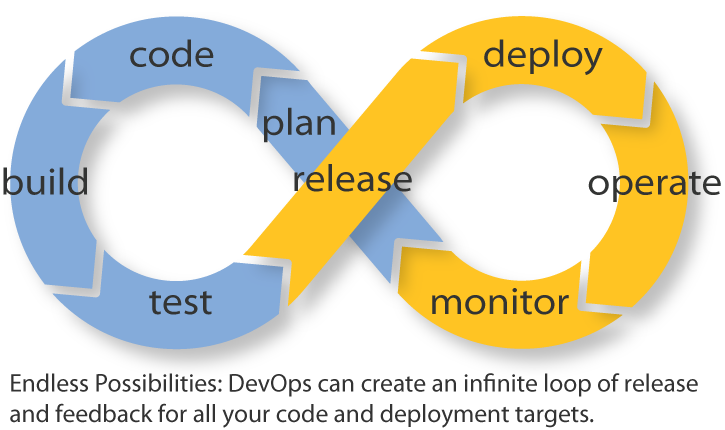 code
deploy
plan
release
build
operate
test
monitor
Endless Possibilities: DevOps can create an infinite loop of release
and feedback for all your code and deployment targets.